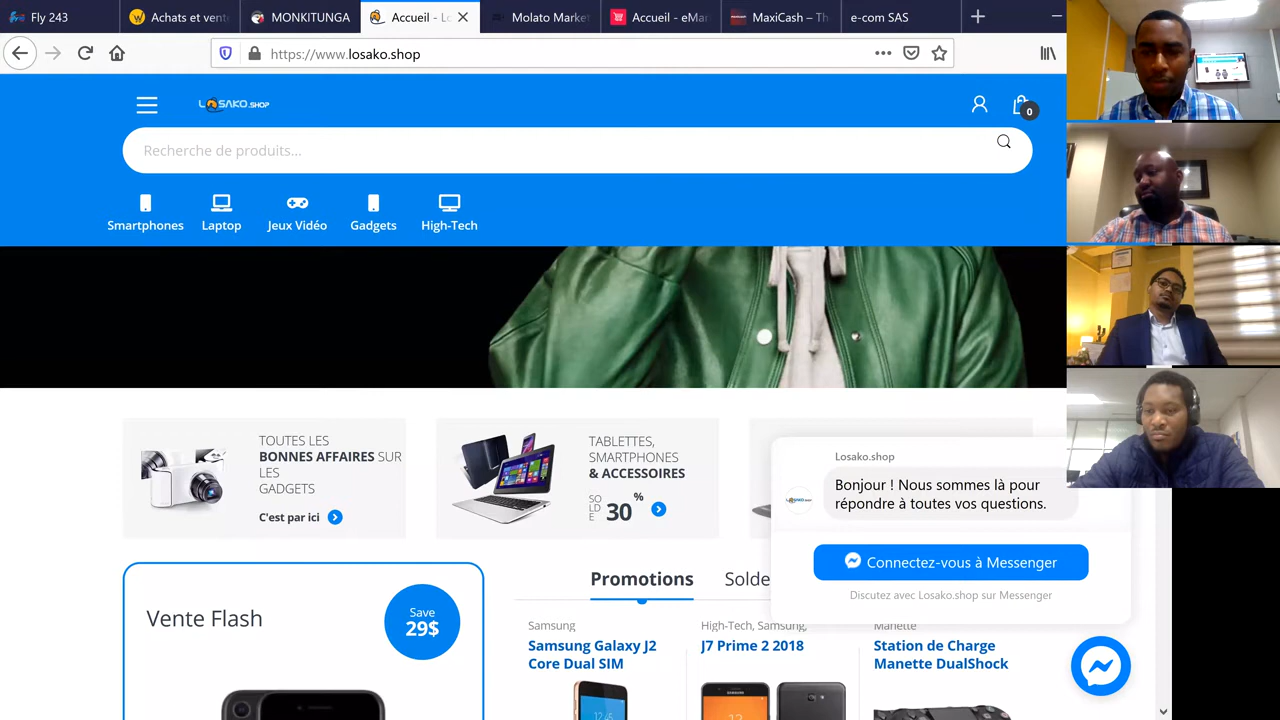 Fly 243
Achats et vent
MONKITUNGA
Accueil - Lo
Molato Market
Accueil - eMar
MaxiCash – Th
e-com SAS
https://www.losako.shop
LOSAKO.SHOP
0
Recherche de produits...
Smartphones
Laptop
Jeux Vidéo
Gadgets
High-Tech
TOUTES LES
BONNES AFFAIRES SUR
LES
GADGETS
C'est par ici
TABLETTES,
SMARTPHONES
& ACCESSOIRES
SO
LD
E
30%
Losako.shop
Bonjour ! Nous sommes là pour
répondre à toutes vos questions.
Connectez-vous à Messenger
Discutez avec Losako.shop sur Messenger
Vente Flash
Save
29$
Promotions
Solde
Samsung
Samsung Galaxy J2
Core Dual SIM
High-Tech, Samsung,
J7 Prime 2 2018
Manette
Station de Charge
Manette DualShock